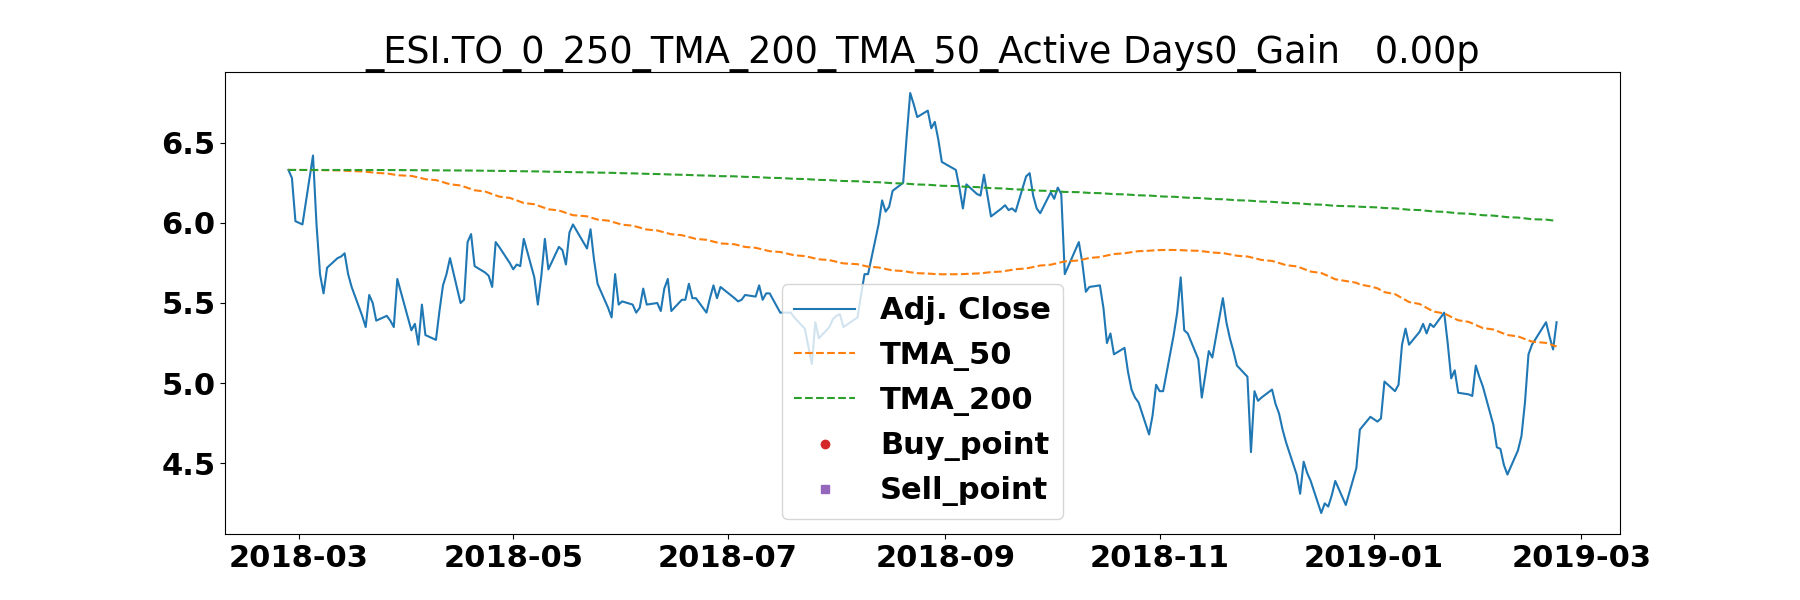 _ESI.TO_0_250_TMA_200_TMA_50_Active Days0_Gain   0.00p
6.5
6.0
5.5
5.0
4.5
Adj. Close
TMA_50
TMA_200
Buy_point
Sell_point
2018-03 2018-05 2018-07 2018-09 2018-11 2019-01 2019-03